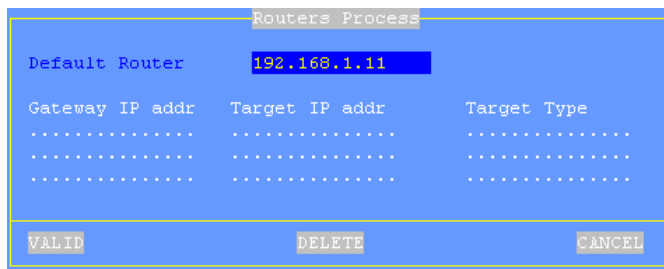 Routers Process
Default Router 192.168.1.11
Gateway IP addr Target IP addr Target Type
............... ............... ...............
............... ............... ...............
............... ............... ...............
VALID DELETE CANCEL